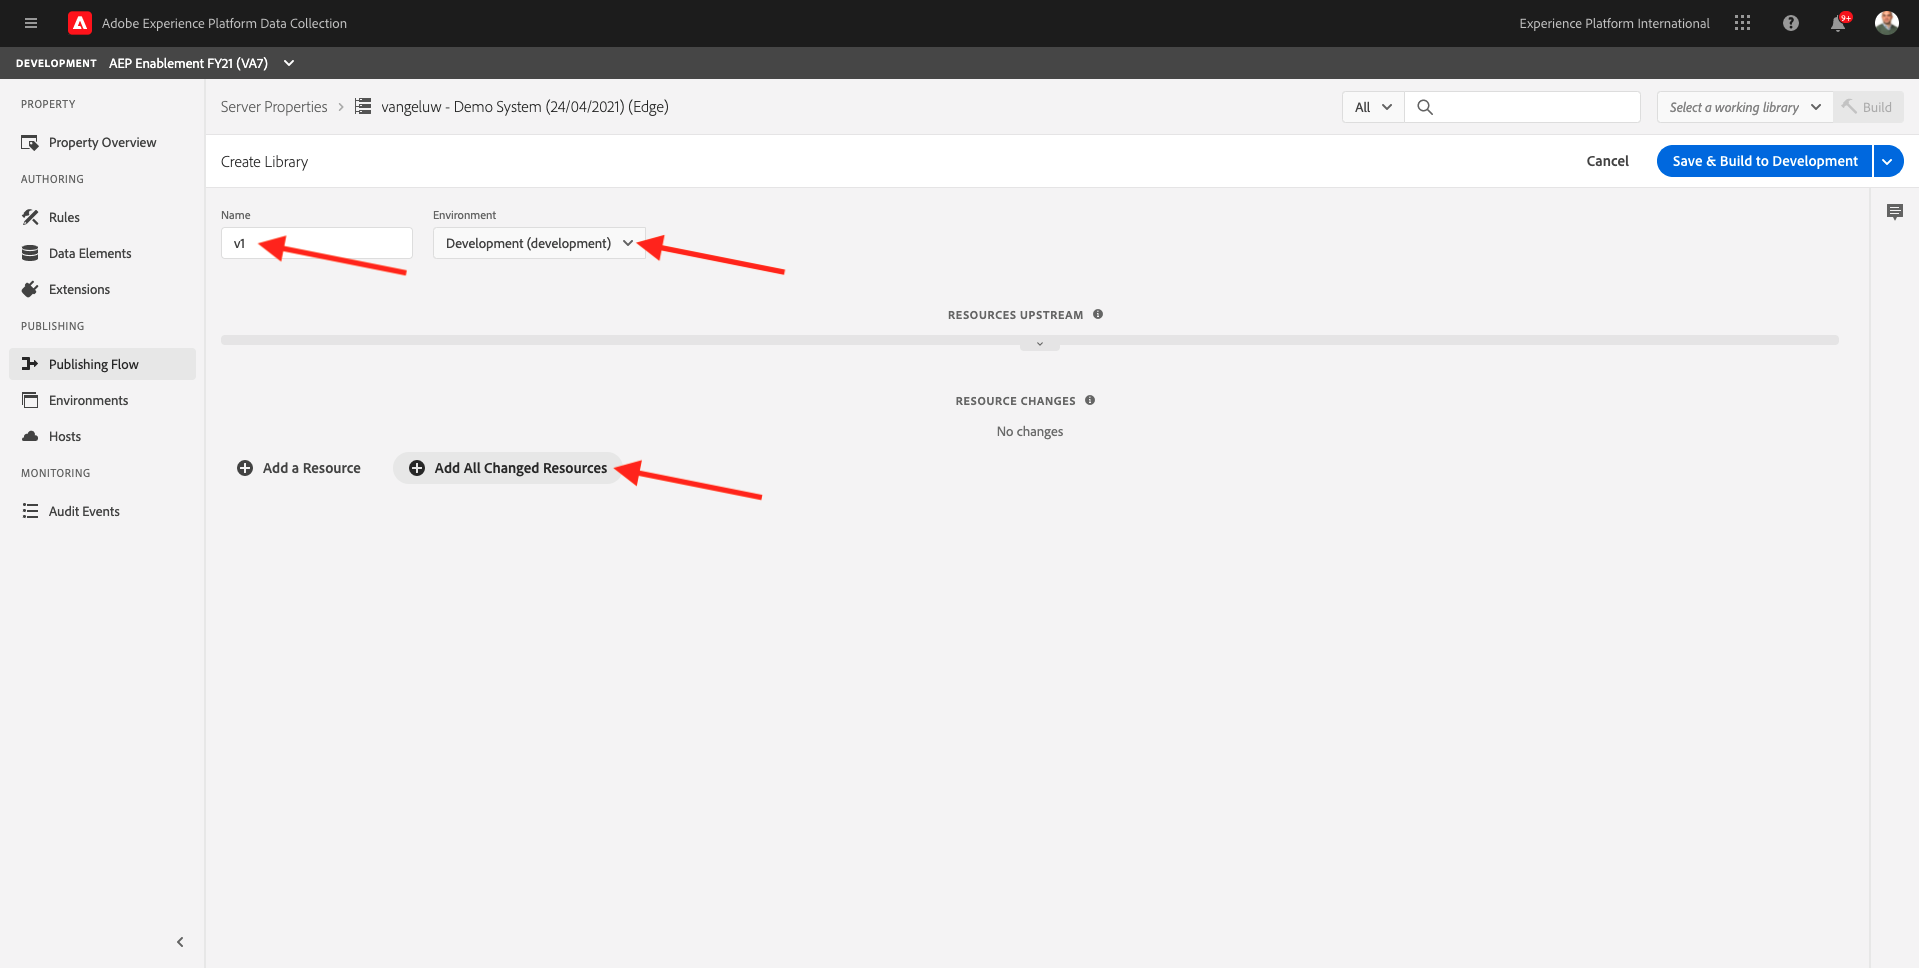 Adobe Experience Platform Data Collection
Experience Platform International
9+
DEVELOPMENT AEP Enablement FY21 (VA7)
PROPERTY
Property Overview
AUTHORING
Rules
Data Elements
Extensions
PUBLISHING
Publishing Flow
Environments
Hosts
MONITORING
Audit Events
Server Properties > vangeluw - Demo System (24/04/2021) (Edge)
All
Select a working library
Build
Create Library
Cancel
Save & Build to Development
Name
Environment
v1
Development (development)
RESOURCES UPSTREAM
RESOURCE CHANGES
No changes
Add a Resource
Add All Changed Resources